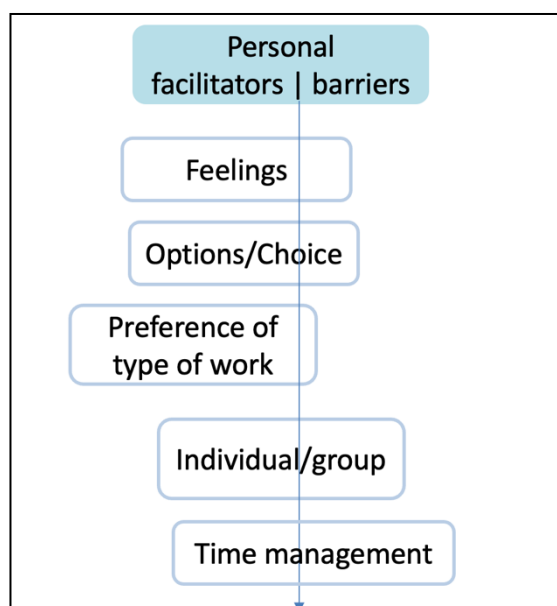 Personal
facilitators | barriers
Feelings
Options/Choice
Preference of
type of work
Individual/group
Time management